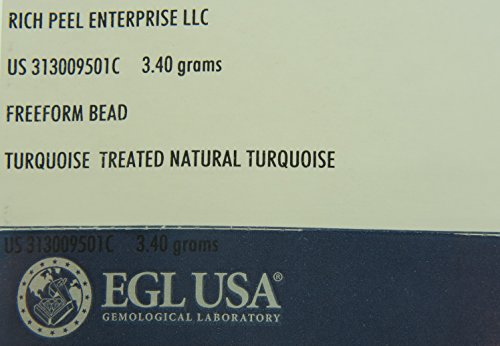 RICH PEEL ENTERPRISE LLC
US 313009501C 3.40 grams
FREEFORM BEAD
TURQUOISE TREATED NATURAL TURQUOISE
US 313009501C 3.40 grams
EGL USA®
GEMOLOGICAL LABORATORY